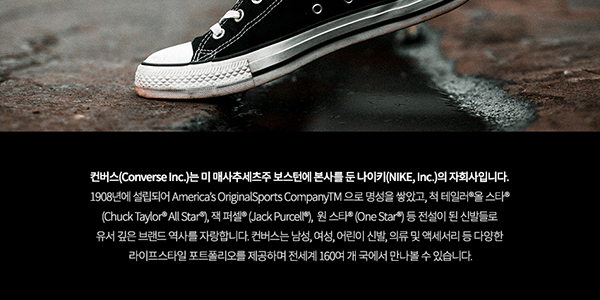 컨버스(Converse Inc.)는 미 매사추세츠주 보스턴에 본사를 둔 나이키(NIKE, Inc.)의 자회사입니다.
1908년에 설립되어 America's OriginalSports CompanyTM 으로 명성을 쌓았고, 척 테일러®올 스타®
(Chuck Taylor® All Star®), 잭 퍼셀® (Jack Purcell®), 원 스타® (One Star®) 등 전설이 된 신발들로
유서 깊은 브랜드 역사를 자랑합니다. 컨버스는 남성, 여성, 어린이 신발, 의류 및 액세서리 등 다양한
라이프스타일 포트폴리오를 제공하며 전세계 160여 개 국에서 만나볼 수 있습니다.